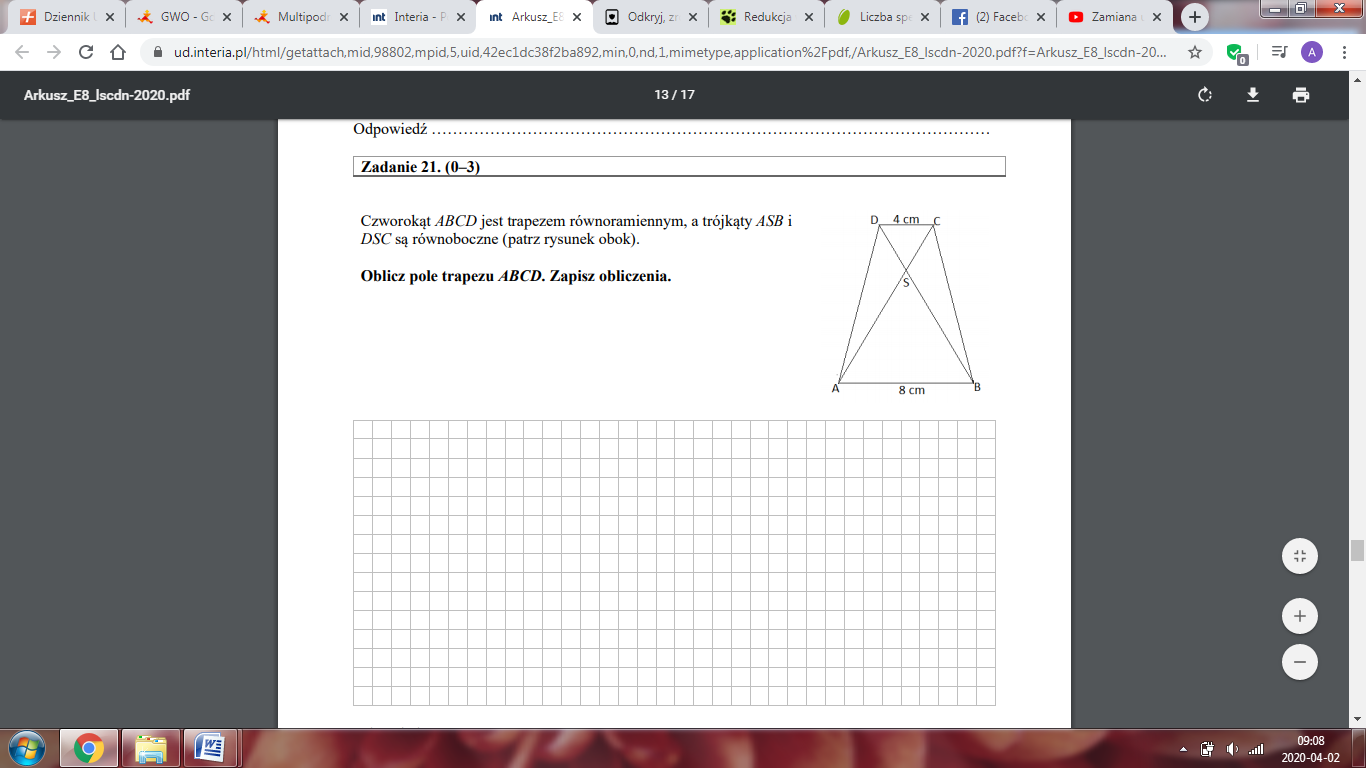 Dziennik
GWO - Go
Multipodr
Interia - P
Arkusz_E8
Odkryj, zr
Redukcja
Liczba spe
(2) Facebo
Zamiana
ud.interia.pl/html/getattach,mid,98802,mpid,5,uid,42ec1dc38f2ba892,min,0,nd,1,mimetype,application%2Fpdf,/Arkusz_E8_lscdn-2020.pdf?f=Arkusz_E8_lscdn-20...
0
A
Arkusz_E8_lscdn-2020.pdf
13 / 17
Odpowiedź ……………………………………………………………………………………………
Zadanie 21. (0–3)
Czworokąt ABCD jest trapezem równoramiennym, a trójkąty ASB i
DSC są równoboczne (patrz rysunek obok).
Oblicz pole trapezu ABCD. Zapisz obliczenia.
D 4 cm C
S
A 8 cm B
09:08
2020-04-02